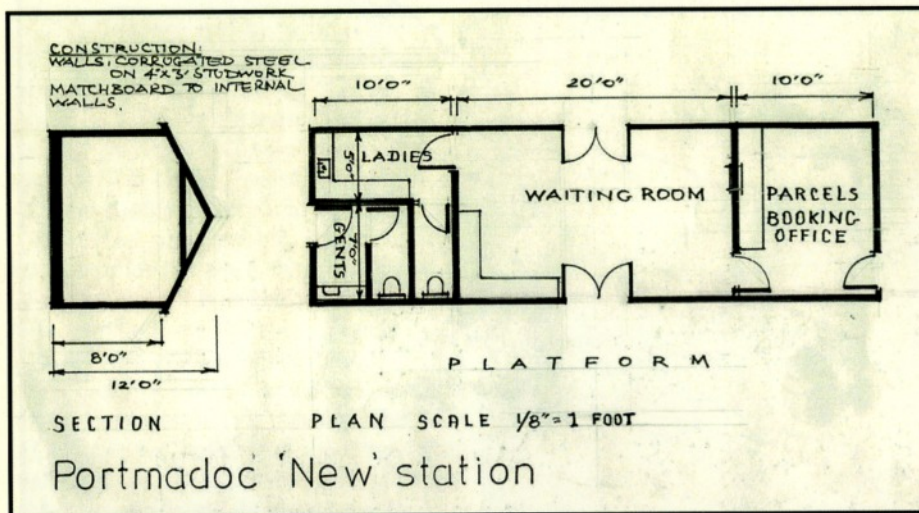 CONSTRUCTION:
WALLS: CORRUGATED STEEL
ON 4"X3" STUDWORK
MATCHBOARD TO INTERNAL
WALLS.
10'0"
20'0"
10'0"
5'0"
LADIES
WAITING ROOM
PARCELS
BOOKING
OFFICE
GENTS
7'0"
8'0"
12'0"
PLATFORM
SECTION
PLAN SCALE 1/8"=1 FOOT
Portmadoc 'New' station